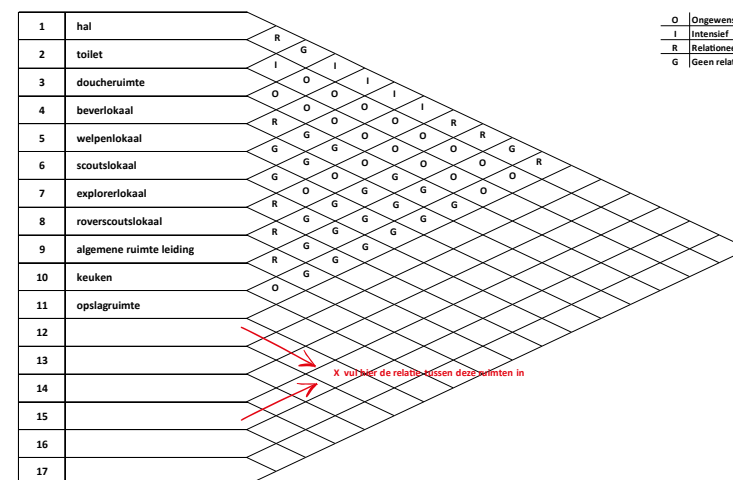 O Ongewens
1 hal
I Intensief
R
R Relationee
G
2 toilet
G Geen relat
I I
O I
3 doucheruimte
O O I
O O I
4 beverlokaal
R O O R
G O O R
5 welpenlokaal
G G O O G
G O O O R
6 scoutslokaal
G O O O O
O G G O
7 explorerlokaal
R G G G
G G G
8 roverscoutslokaal
R G G
G G
9 algemene ruimte leiding
R G
G
10 keuken
O
11 opslagruimte
12
13
X vul hier de relatie tussen deze ruimten in
14
15
16
17